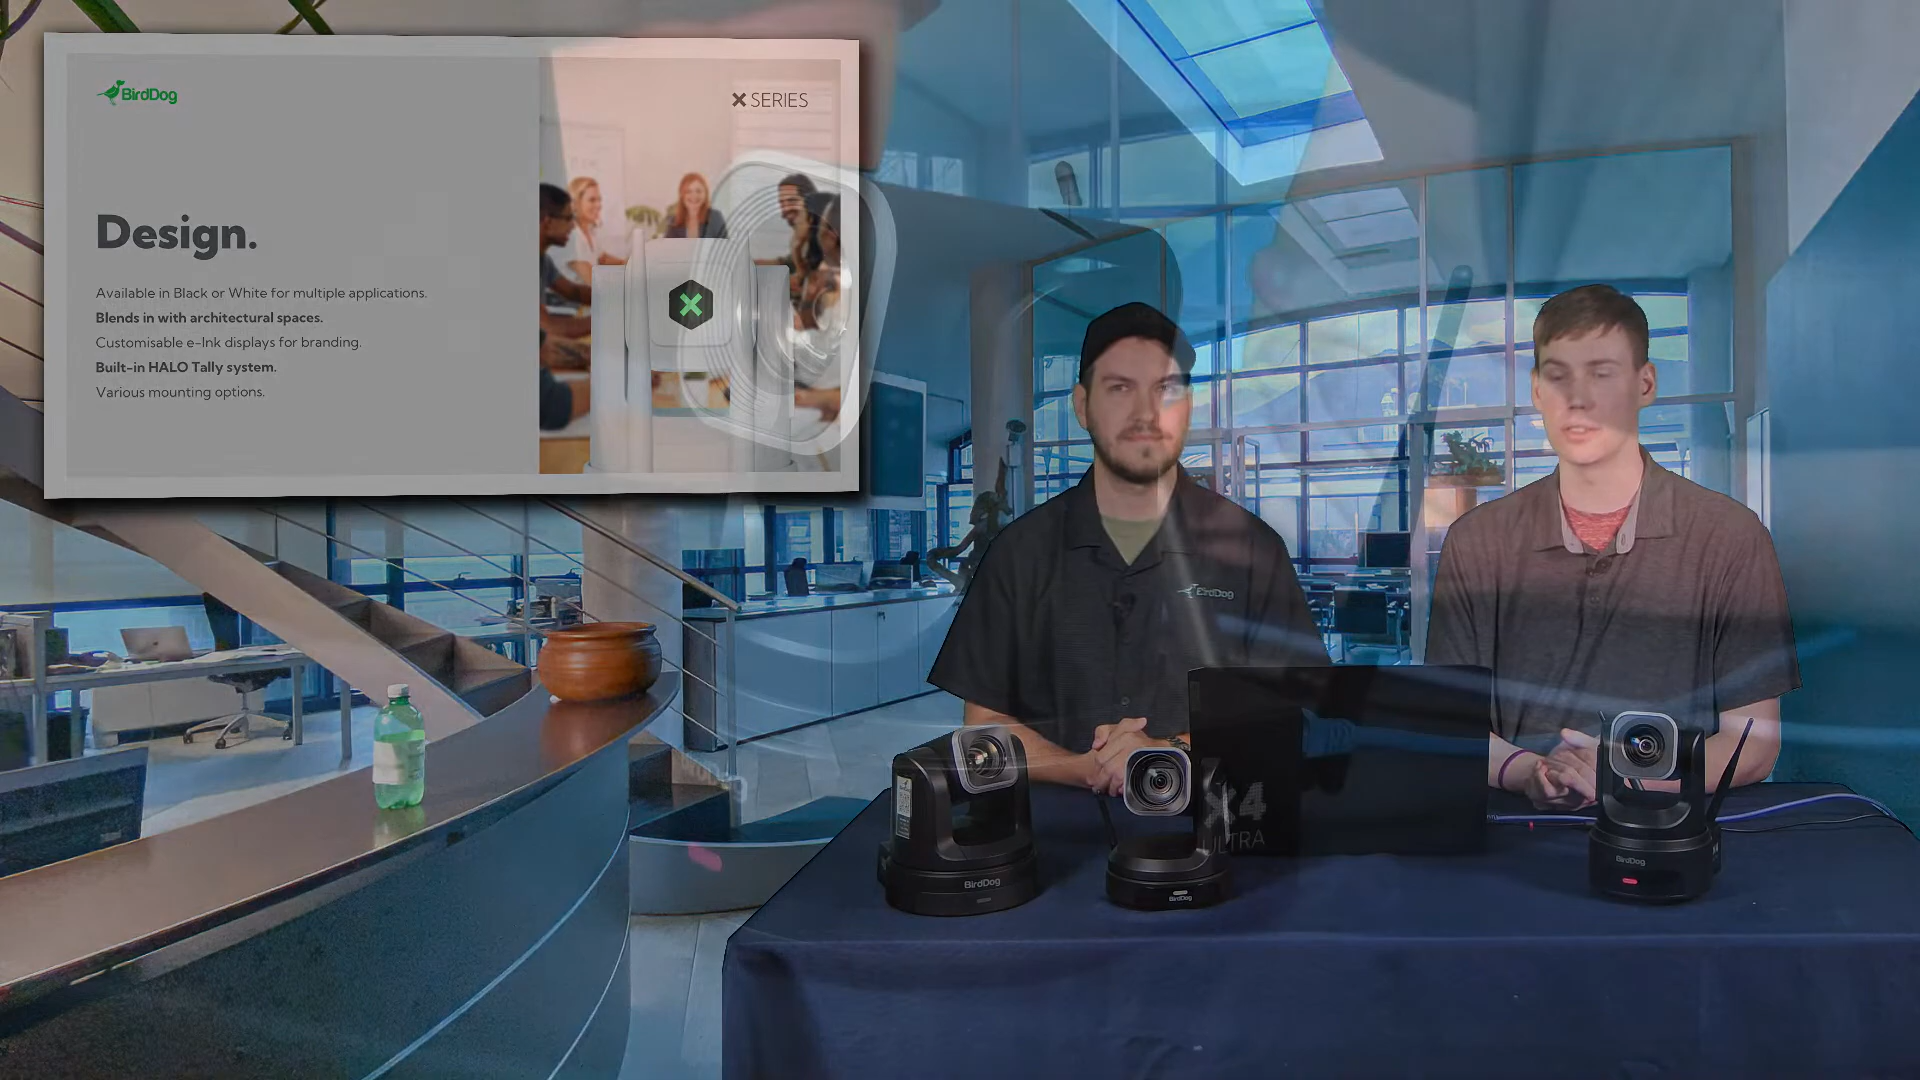 BirdDog
X SERIES
Design.
Available in Black or White for multiple applications.
Blends in with architectural spaces.
Customisable e-Ink displays for branding.
Built-in HALO Tally system.
Various mounting options.
BirdDog
X4
ULTRA
BirdDog
BirdDog
BirdDog